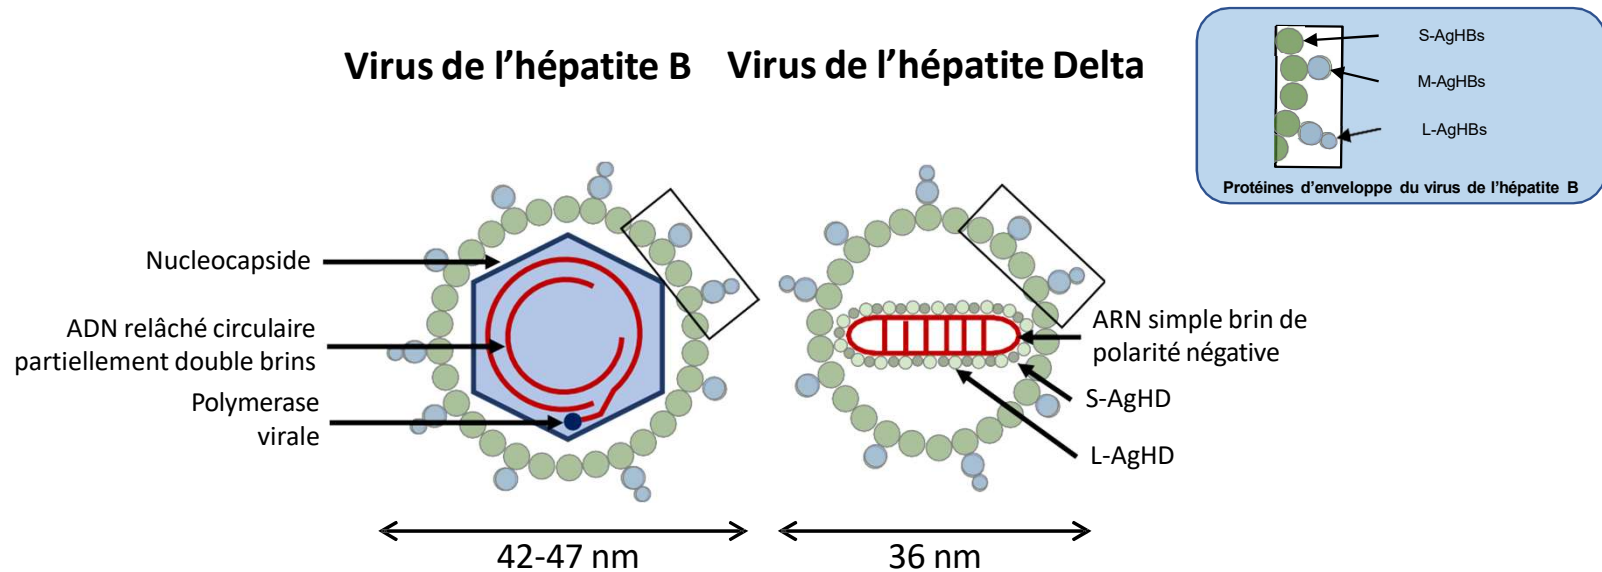 Virus de l'hépatite B
Virus de l'hépatite Delta
S-AgHBs
M-AgHBs
L-AgHBs
Protéines d'enveloppe du virus de l'hépatite B
Nucleocapside
ADN relâché circulaire
partiellement double brins
Polymerase
virale
ARN simple brin de
polarité négative
S-AgHD
L-AgHD
42-47 nm
36 nm